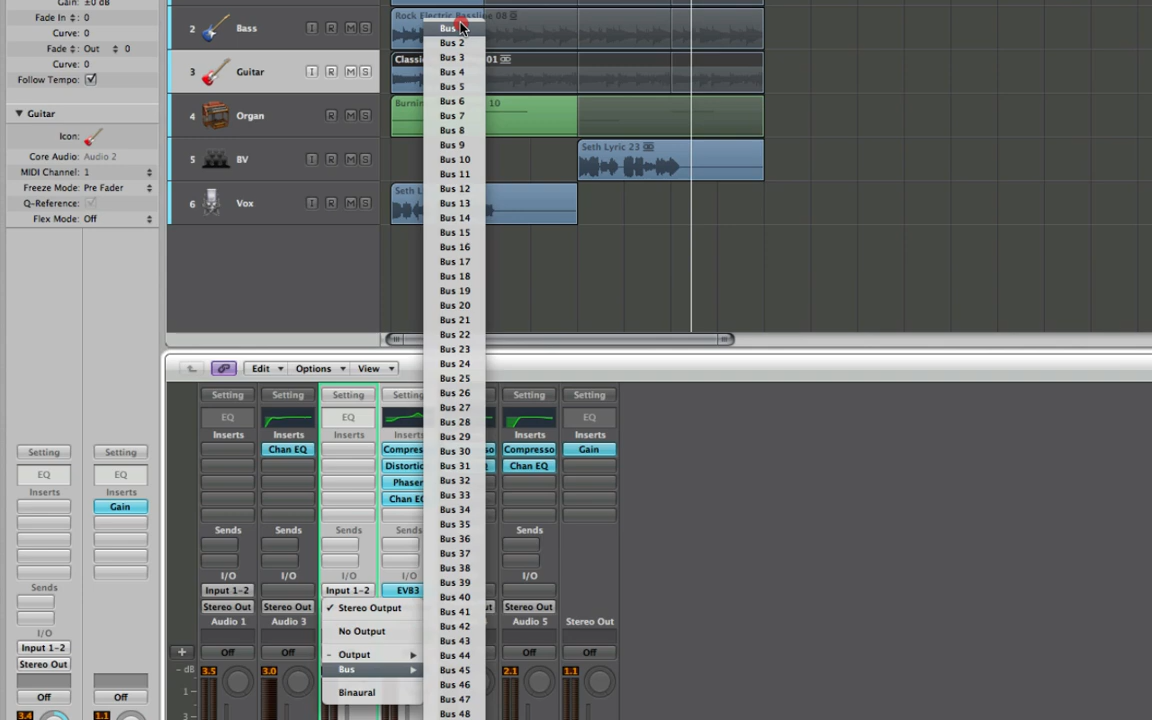 Gain: ±0 dB
Fade In : 0
Curve: 0
Fade : Out 0
Curve: 0
Follow Tempo:
Guitar
Icon:
Core Audio: Audio 2
MIDI Channel: 1
Freeze Mode: Pre Fader
Q-Reference:
Flex Mode: Off
2 Bass I R M S
3 Guitar I R M S
4 Organ R M S
5 BV I R M S
6 Vox I R M S
Rock Electric Bassline 08
Classic 01
Burnin 10
Seth Lyric 23
Seth L
Bus
Bus 2
Bus 3
Bus 4
Bus 5
Bus 6
Bus 7
Bus 8
Bus 9
Bus 10
Bus 11
Bus 12
Bus 13
Bus 14
Bus 15
Bus 16
Bus 17
Bus 18
Bus 19
Bus 20
Bus 21
Bus 22
Bus 23
Bus 24
Bus 25
Bus 26
Bus 27
Bus 28
Bus 29
Bus 30
Bus 31
Bus 32
Bus 33
Bus 34
Bus 35
Bus 36
Bus 37
Bus 38
Bus 39
Bus 40
Bus 41
Bus 42
Bus 43
Bus 44
Bus 45
Bus 46
Bus 47
Bus 48
Edit Options View
Setting Setting Setting Setting Setting Setting
EQ EQ EQ
Inserts Inserts Inserts Inserts Inserts Inserts
Chan EQ Compres so Compresso Gain
Distortio Chan EQ
Phaser
Chan EQ
Sends Sends Sends Sends Sends
I/O I/O I/O I/O I/O
Input 1-2 Input 1-2 EVB3
Stereo Out Stereo Out Stereo Out
Audio 1 Audio 3 Audio 5 Stereo Out
Off Off Off Off
dB 3.5 3.0 2.1 1.1
1
3
✓ Stereo Output
No Output
– Output
Bus
Binaural
Setting Setting
EQ EQ
Inserts Inserts
Gain
Sends
I/O
Input 1-2
Stereo Out
Off Off
3.4 1.1